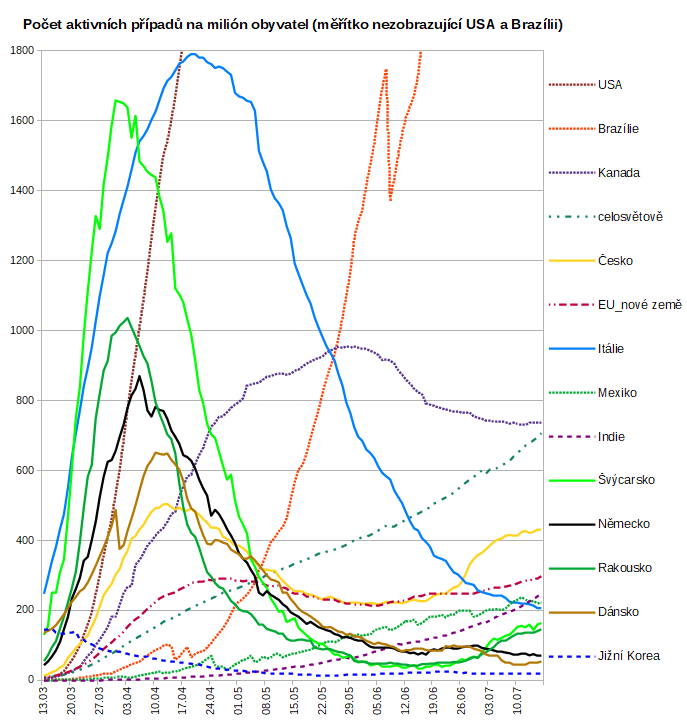 Počet aktivních případů na milión obyvatel (měřítko nezobrazující USA a Brazílii)
1800
1600
1400
1200
1000
800
600
400
200
0
13.03
20.03
27.03
03.04
10.04
17.04
24.04
01.05
08.05
15.05
22.05
29.05
05.06
12.06
19.06
26.06
03.07
10.07
USA
Brazílie
Kanada
celosvětově
Česko
EU_nové země
Itálie
Mexiko
Indie
Švýcarsko
Německo
Rakousko
Dánsko
Jižní Korea